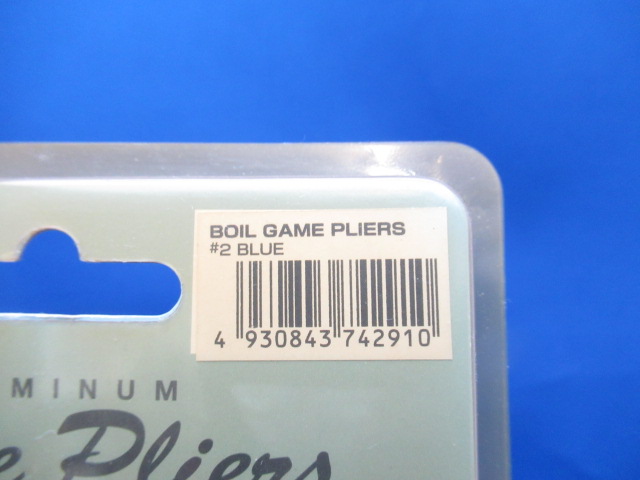 BOIL GAME PLIERS
#2 BLUE
4 930843 742910
MINUM
e Pliers